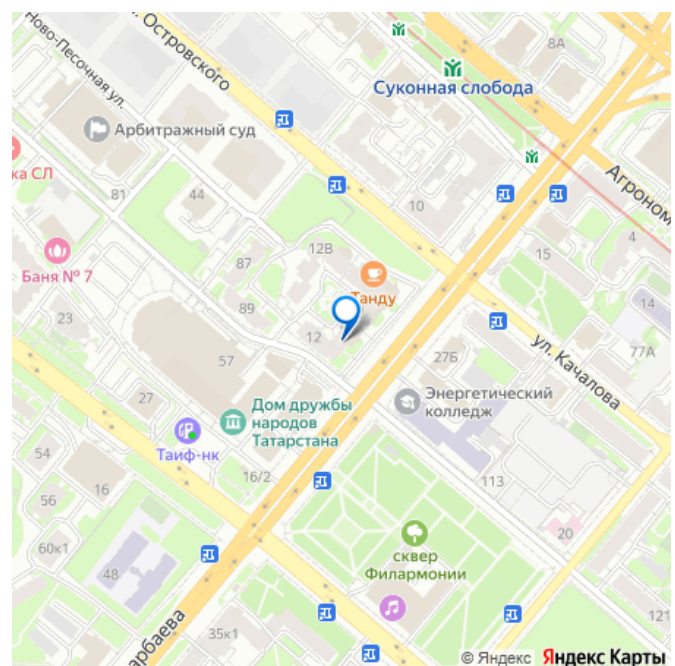 л. Островского
Ново-Песочная ул.
8А
Суконная слобода
Арбитражный суд
ка СЛ
Агроном
81
44
10
12В
15
4
87
Баня № 7
Танду
14
89
23
12
77А
27Б
ул. Качалова
57
Энергетический
колледж
27
Дом дружбы
народов
Татарстана
Таиф-нк
54
16
16/2
113
56
20
60к1
сквер
Филармонии
48
121
35к1
арбаева
© Яндекс Яндекс Карты